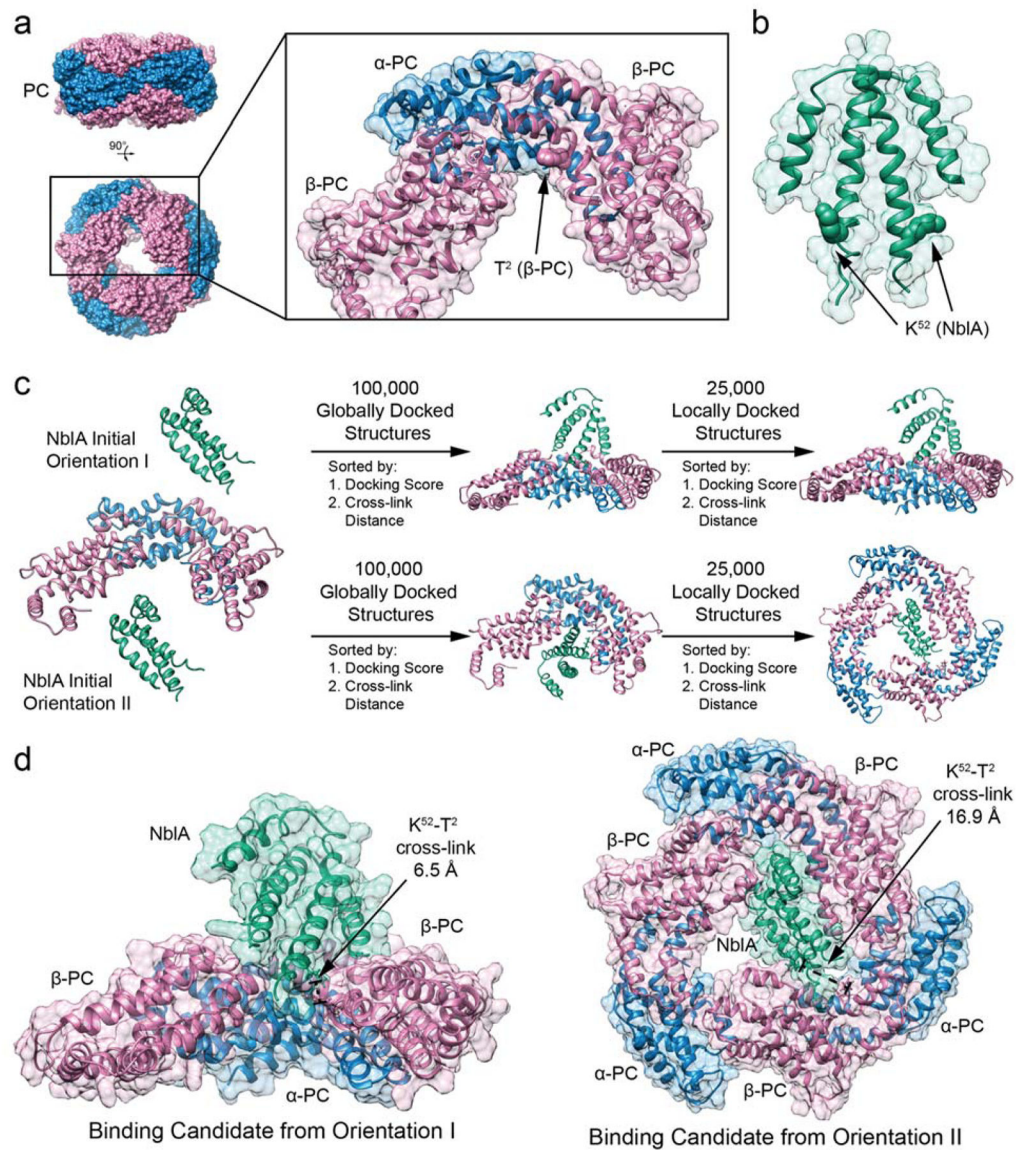 a
PC
90°
α-PC
β-PC
β-PC
T² (β-PC)
b
K⁵² (NblA)
c
NblA Initial
Orientation I
NblA Initial
Orientation II
100,000
Globally Docked
Structures
Sorted by:
1. Docking Score
2. Cross-link
Distance
25,000
Locally Docked
Structures
Sorted by:
1. Docking Score
2. Cross-link
Distance
100,000
Globally Docked
Structures
Sorted by:
1. Docking Score
2. Cross-link
Distance
25,000
Locally Docked
Structures
Sorted by:
1. Docking Score
2. Cross-link
Distance
d
NblA
K⁵²-T²
cross-link
6.5 Å
β-PC
β-PC
α-PC
Binding Candidate from Orientation I
α-PC
β-PC
K⁵²-T²
cross-link
16.9 Å
β-PC
NblA
α-PC
α-PC
β-PC
Binding Candidate from Orientation II